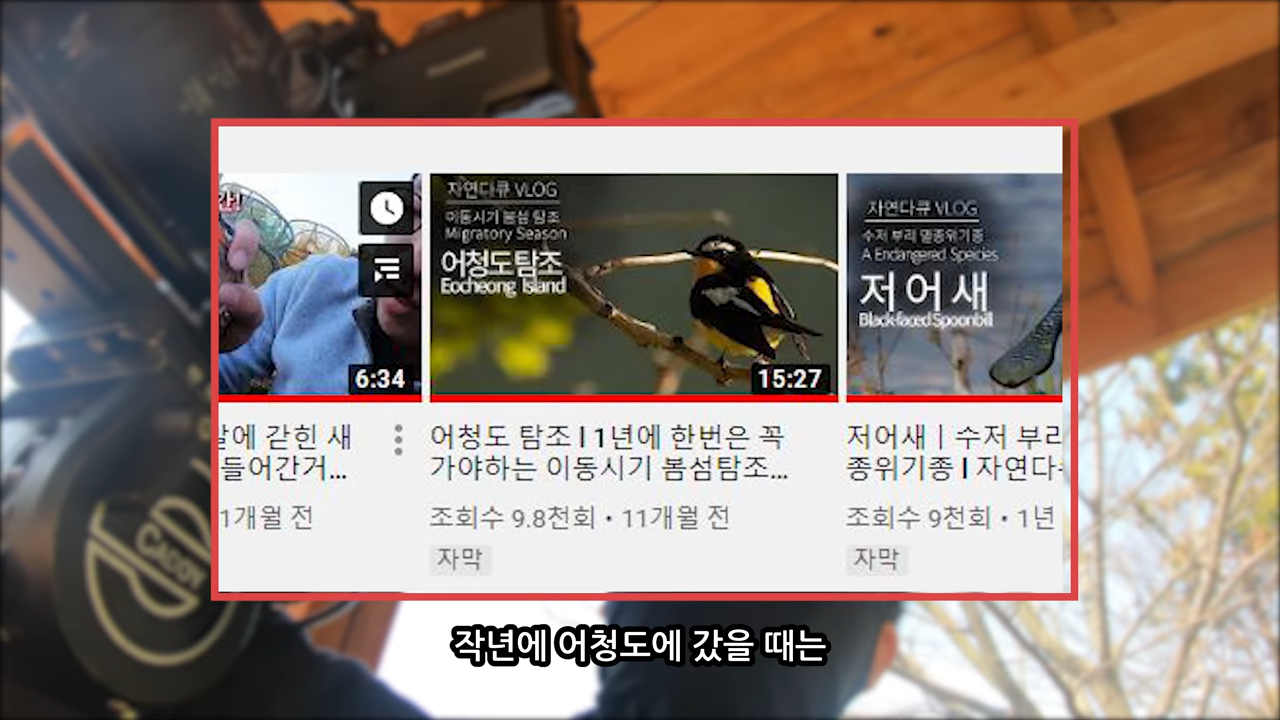 6:34
에 갇힌 새
들어간거...
1개월 전
자연다큐 VLOG
이동시기 봄섬 탐조
Migratory Season
어청도탐조
Eocheong Island
15:27
어청도 탐조 I 1년에 한번은 꼭
가야하는 이동시기 봄섬탐조...
조회수 9.8천회 • 11개월 전
자막
자연다큐 VLOG
수저 부리 멸종위기종
A Endangered Species
저어새
Black-faced Spoonbill
저어새 | 수저 부리
종위기종 I 자연다
조회수 9천회 • 1년
자막
CADDY
작년에 어청도에 갔을 때는